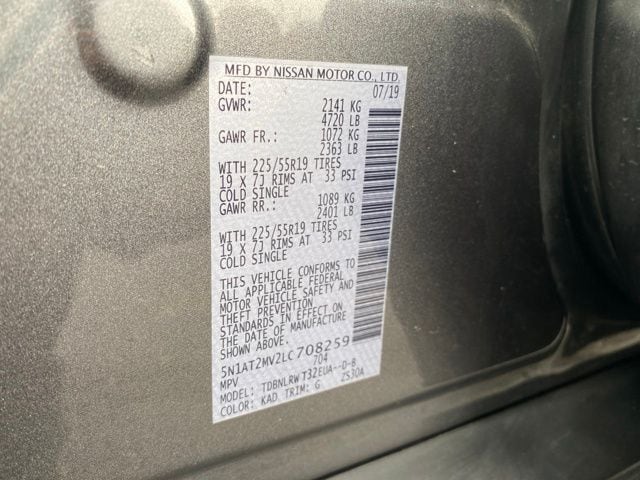 MFD BY NISSAN MOTOR CO., LTD.
DATE: 07/19
GVWR: 2141 KG
4720 LB
GAWR FR.: 1072 KG
2363 LB
WITH 225/55R19 TIRES
19 X 7J RIMS AT 33 PSI
COLD SINGLE
GAWR RR.: 1089 KG
2401 LB
WITH 225/55R19 TIRES
19 X 7J RIMS AT 33 PSI
COLD SINGLE
THIS VEHICLE CONFORMS TO
ALL APPLICABLE FEDERAL
MOTOR VEHICLE SAFETY AND
THEFT PREVENTION
STANDARDS IN EFFECT ON
THE DATE OF MANUFACTURE
SHOWN ABOVE.
5N1AT2MV2LC708259
MPV 704
MODEL: TDBNLRW T32EUA--D-B
COLOR: KAD TRIM: G ZS30A